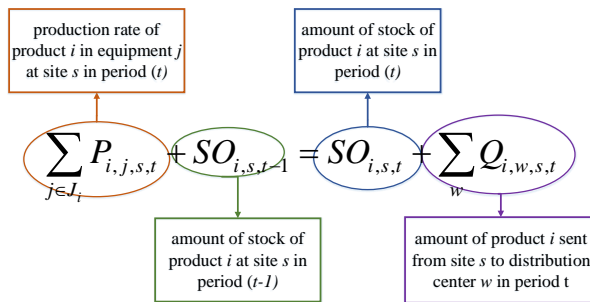 production rate of
product i in equipment j
at site s in period (t)
amount of stock of
product i at site s in
period (t)
∑_{j∈J_i} P_{i,j,s,t} + SO_{i,s,t−1} = SO_{i,s,t} + ∑_w Q_{i,w,s,t}
amount of stock of
product i at site s in
period (t-1)
amount of product i sent
from site s to distribution
center w in period t